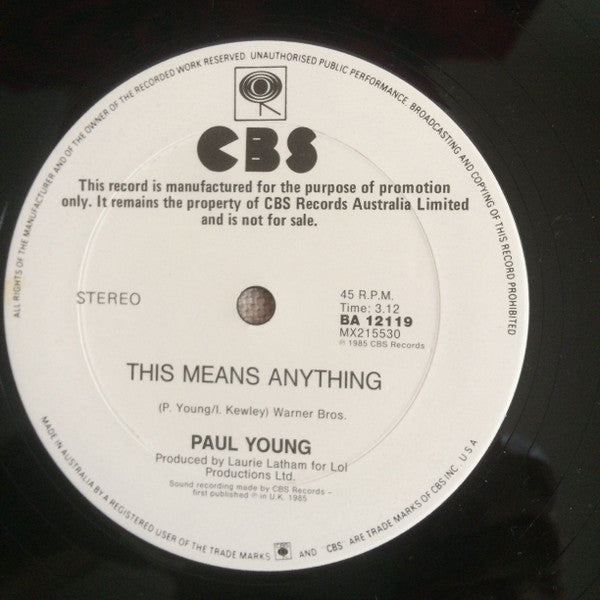 ALL RIGHTS OF THE MANUFACTURER AND OF THE OWNER OF THE RECORDED WORK RESERVED UNAUTHORISED PUBLIC PERFORMANCE BROADCASTING AND COPYING OF THIS RECORD PROHIBITED
CBS
This record is manufactured for the purpose of promotion
only. It remains the property of CBS Records Australia Limited
and is not for sale.
STEREO
45 R.P.M.
Time: 3.12
BA 12119
MX215530
℗ 1985 CBS Records
THIS MEANS ANYTHING
(P. Young/I. Kewley) Warner Bros.
PAUL YOUNG
Produced by Laurie Latham for Lol
Productions Ltd.
Sound recording made by CBS Records –
first published ℗ in U.K. 1985
MADE IN AUSTRALIA BY A REGISTERED USER OF THE TRADE MARKS AND "CBS" ARE TRADE MARKS OF CBS INC. U S A